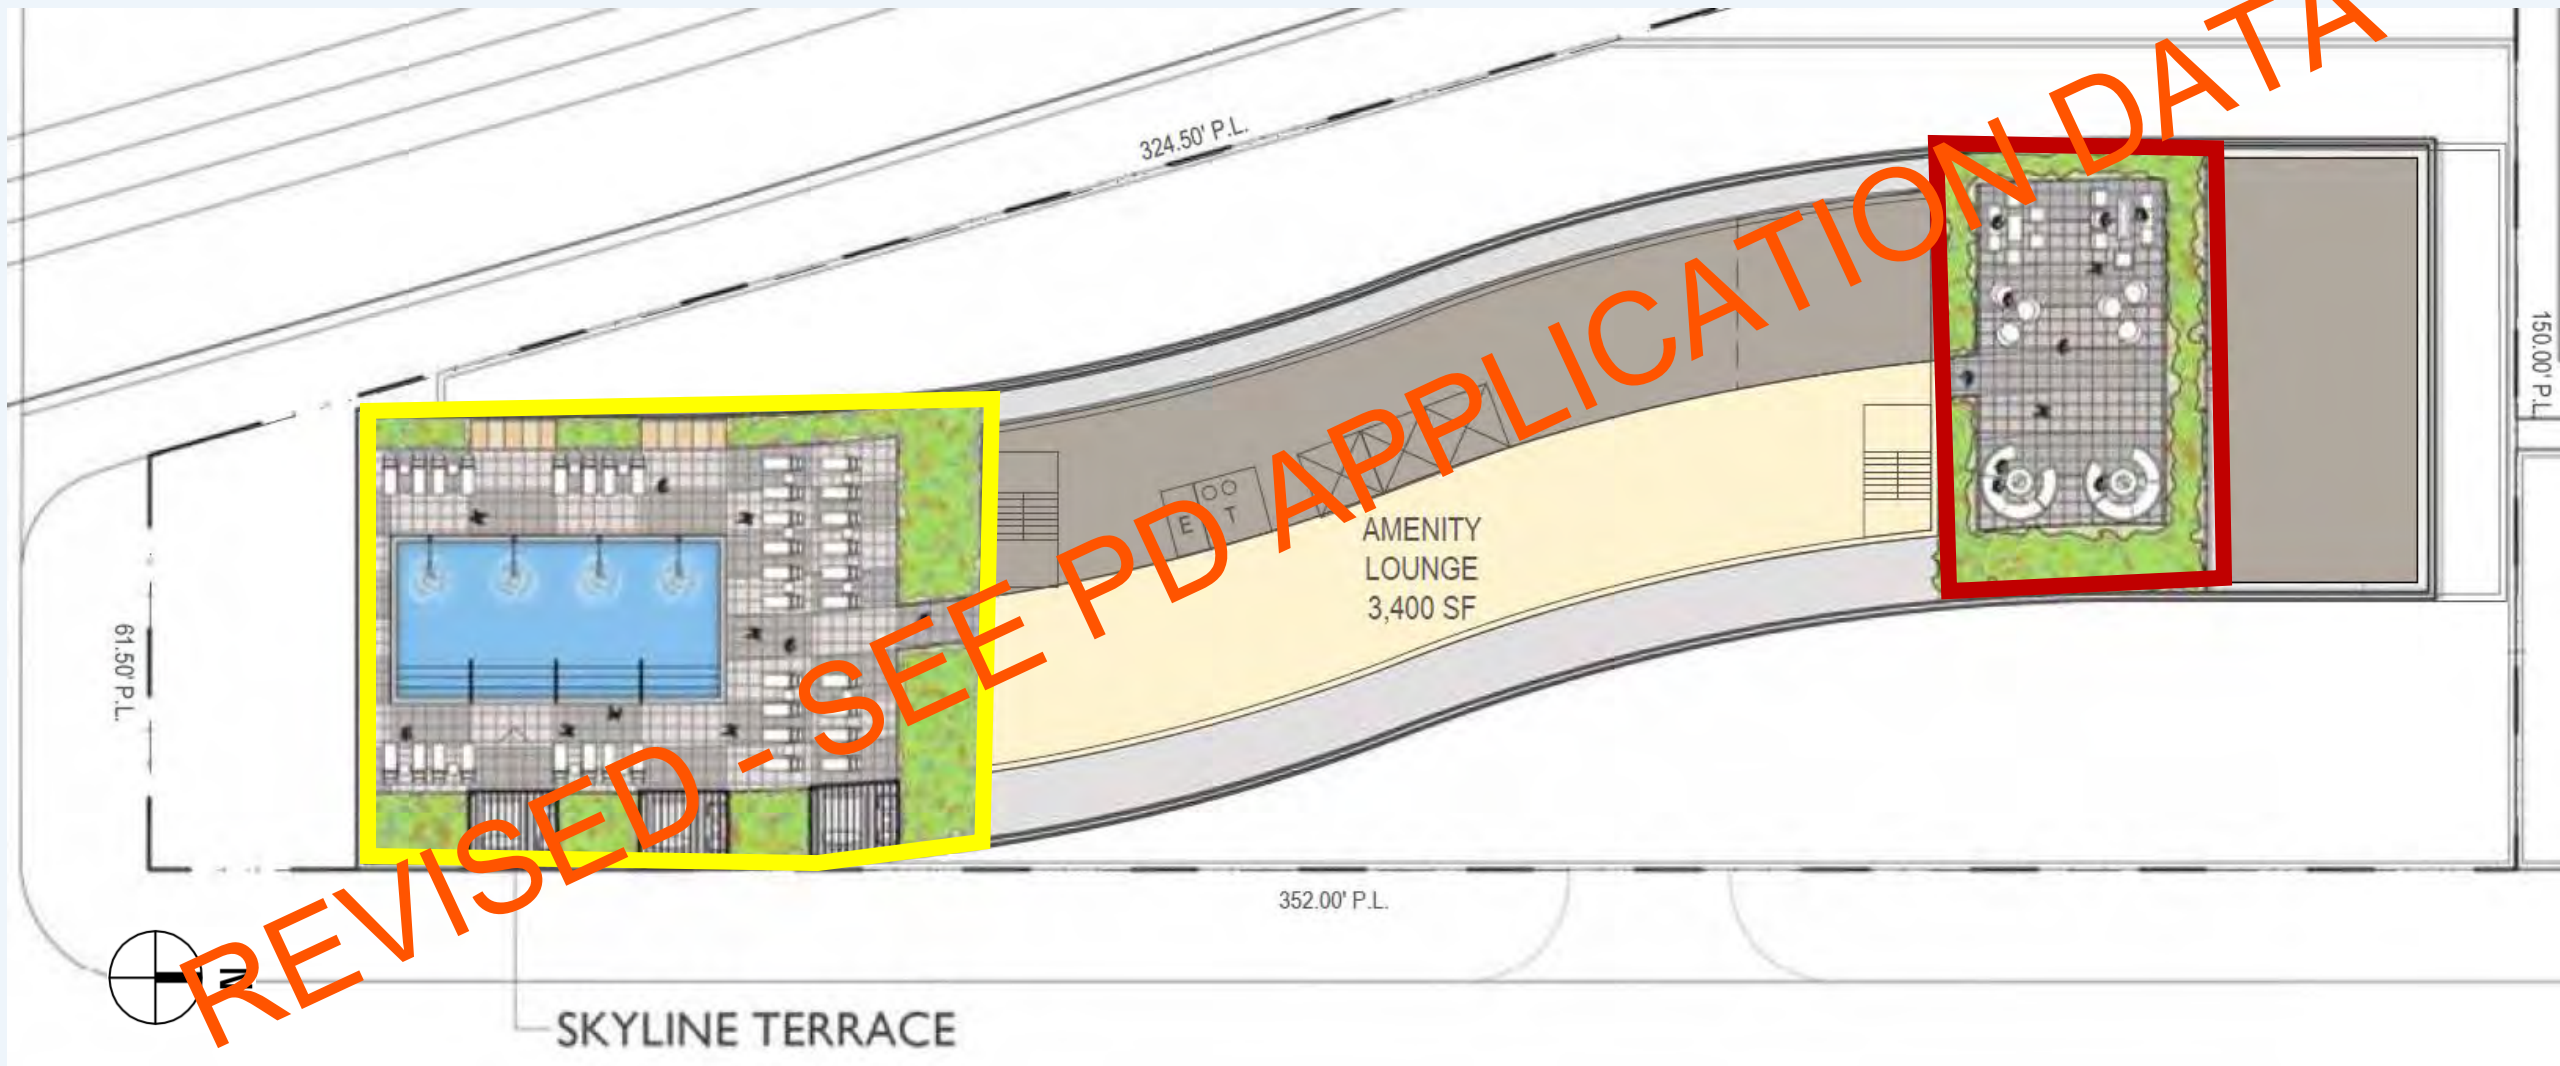 REVISED - SEE PD APPLICATION DATA
324.50' P.L.
150.00' P.L.
E
T
AMENITY
LOUNGE
3,400 SF
61.50' P.L.
352.00' P.L.
N
SKYLINE TERRACE